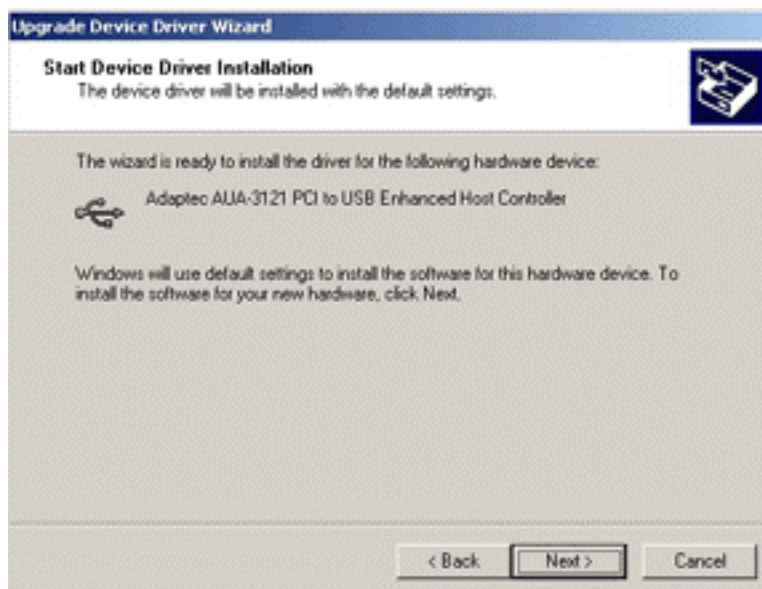 Upgrade Device Driver Wizard
Start Device Driver Installation
The device driver will be installed with the default settings.
The wizard is ready to install the driver for the following hardware device:
Adaptec AUA-3121 PCI to USB Enhanced Host Controller
Windows will use default settings to install the software for this hardware device. To
install the software for your new hardware, click Next.
< Back
Next >
Cancel